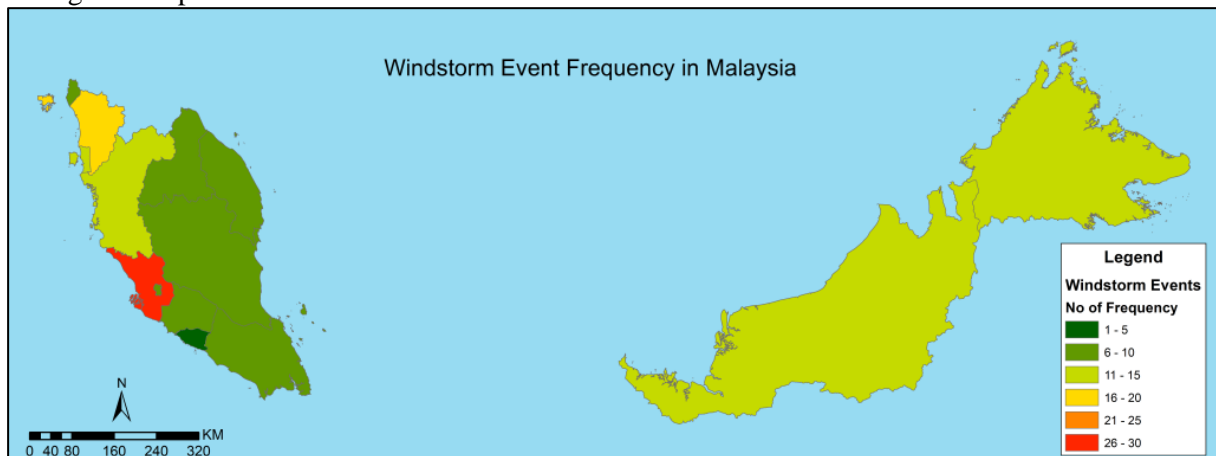 Windstorm Event Frequency in Malaysia
N
KM
0 40 80 160 240 320
Legend
Windstorm Events
No of Frequency
1 - 5
6 - 10
11 - 15
16 - 20
21 - 25
26 - 30